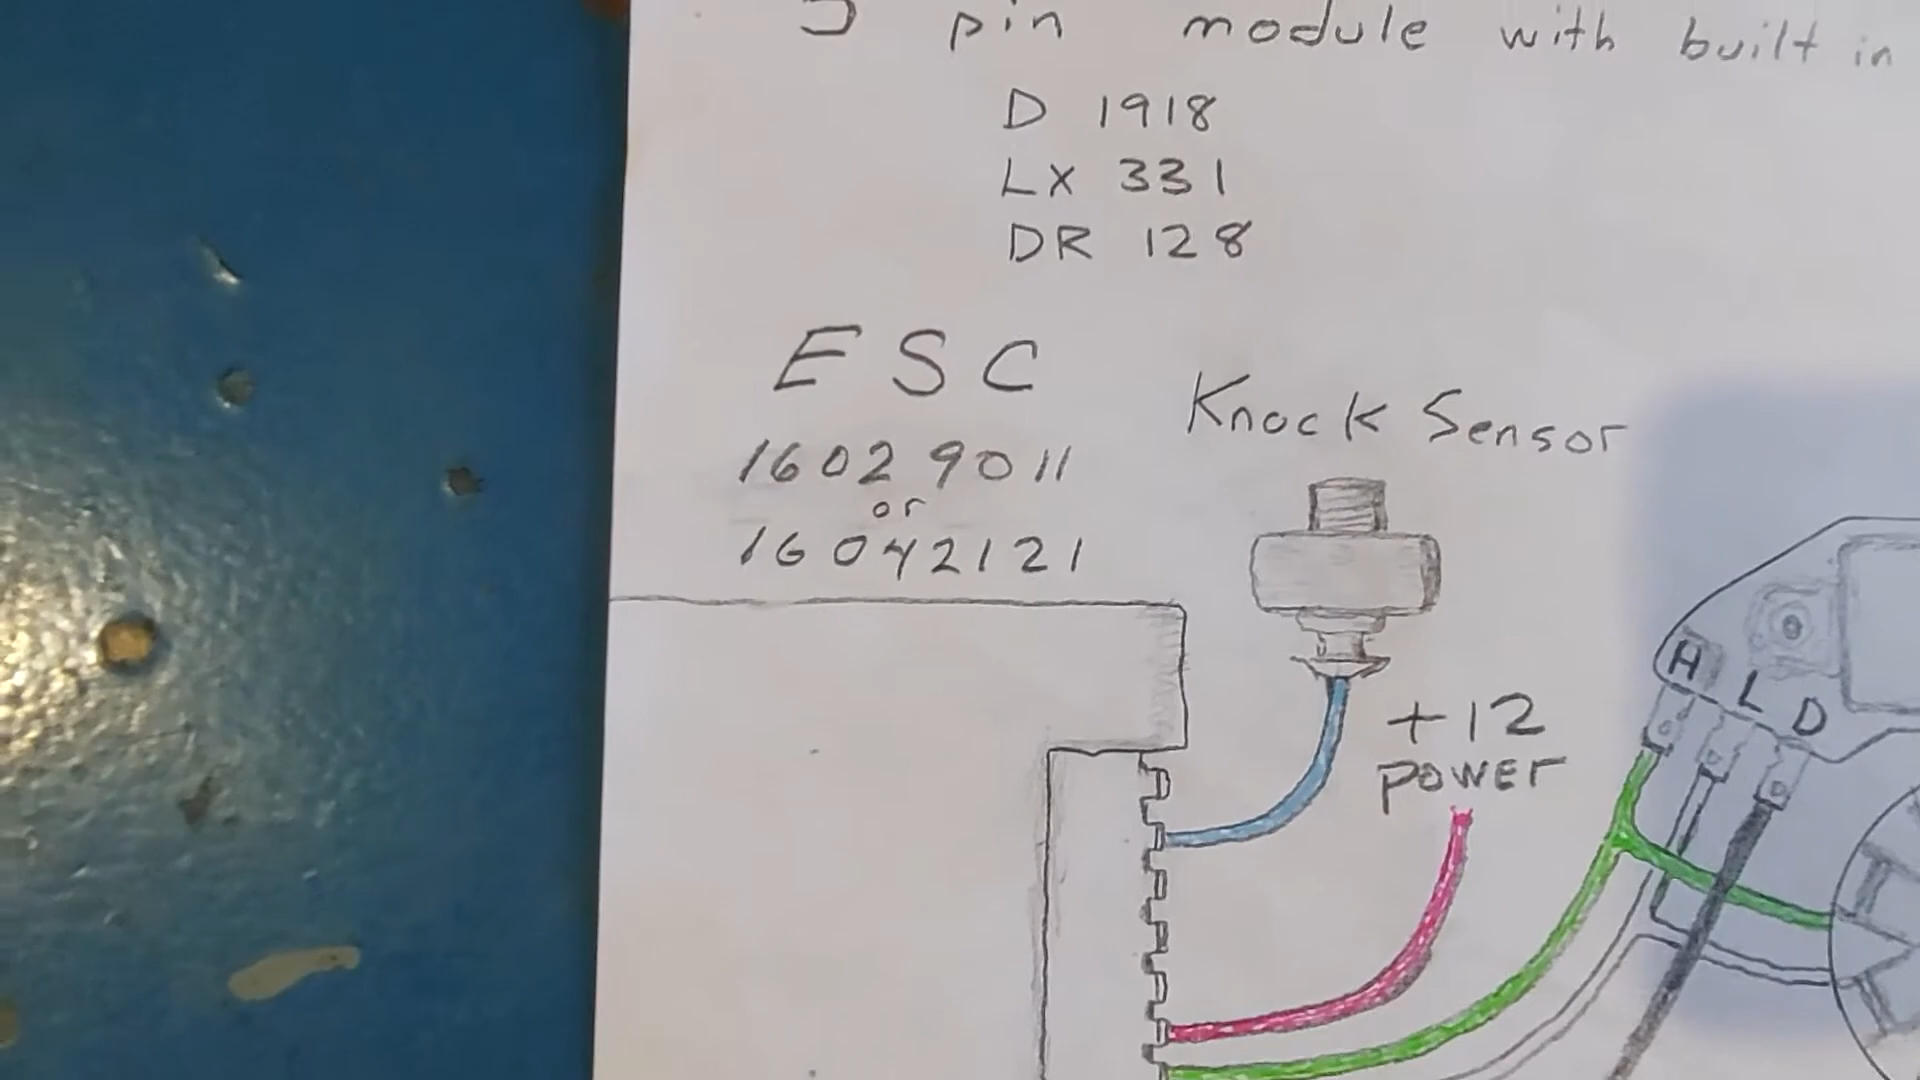 pin module with built in
D 1918
LX 331
DR 128
ESC
16029011
or
16042121
Knock Sensor
+12
power
H
L
D